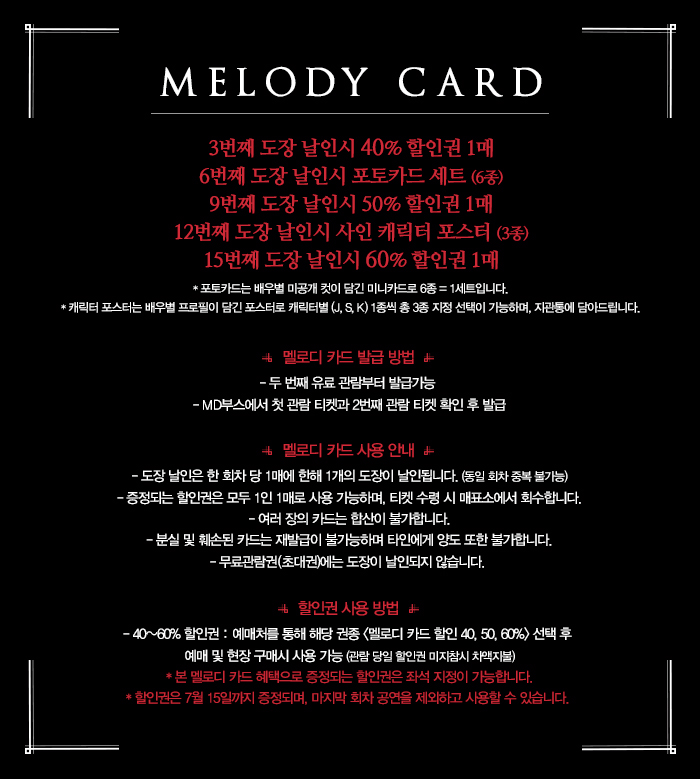 MELODY CARD
3번째 도장 날인시 40% 할인권 1매
6번째 도장 날인시 포토카드 세트 (6종)
9번째 도장 날인시 50% 할인권 1매
12번째 도장 날인시 사인 캐릭터 포스터 (3종)
15번째 도장 날인시 60% 할인권 1매
* 포토카드는 배우별 미공개 컷이 담긴 미니카드로 6종 = 1세트입니다.
* 캐릭터 포스터는 배우별 프로필이 담긴 포스터로 캐릭터별 (J, S, K) 1종씩 총 3종 지정 선택이 가능하며, 지관통에 담아드립니다.
멜로디 카드 발급 방법
- 두 번째 유료 관람부터 발급가능
- MD부스에서 첫 관람 티켓과 2번째 관람 티켓 확인 후 발급
멜로디 카드 사용 안내
- 도장 날인은 한 회차 당 1매에 한해 1개의 도장이 날인됩니다. (동일 회차 중복 불가능)
- 증정되는 할인권은 모두 1인 1매로 사용 가능하며, 티켓 수령 시 매표소에서 회수합니다.
- 여러 장의 카드는 합산이 불가합니다.
- 분실 및 훼손된 카드는 재발급이 불가능하며 타인에게 양도 또한 불가합니다.
- 무료관람권(초대권)에는 도장이 날인되지 않습니다.
할인권 사용 방법
- 40~60% 할인권 : 예매처를 통해 해당 권종 <멜로디 카드 할인 40, 50, 60%> 선택 후
예매 및 현장 구매시 사용 가능 (관람 당일 할인권 미지참시 차액지불)
* 본 멜로디 카드 혜택으로 증정되는 할인권은 좌석 지정이 가능합니다.
* 할인권은 7월 15일까지 증정되며, 마지막 회차 공연을 제외하고 사용할 수 있습니다.